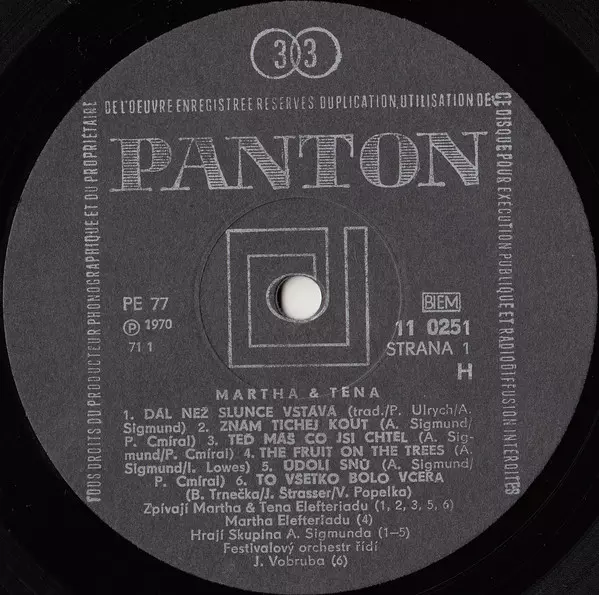 33
DE L'OEUVRE ENREGISTREE RESERVES DUPLICATION, UTILISATION DE
CE DISQUE POUR EXECUTION PUBLIQUE ET RADIODIFFUSION INTERDITES
TOUS DROITS DU PRODUCTEUR PHONOGRAPHIQUE ET DU PROPRIETAIRE
PANTON
PE 77
Ⓟ 1970
71 1
BIEM
11 0251
STRANA 1
H
MARTHA & TENA
1. DÁL NEŽ SLUNCE VSTÁVÁ (trad./P. Ulrych/A.
Sigmund) 2. ZNÁM TICHEJ KOUT (A. Sigmund/
P. Cmíral) 3. TEĎ MÁŠ CO JSI CHTĚL (A. Sig-
mund/P. Cmíral) 4. THE FRUIT ON THE TREES (A.
Sigmund/I. Lowes) 5. ÚDOLÍ SNŮ (A. Sigmund/
P. Cmíral) 6. TO VŠETKO BOLO VČERA
(B. Trnečka/J. Štrasser/V. Popelka)
Zpívají Martha & Tena Elefteriadu (1, 2, 3, 5, 6)
Martha Elefteriadu (4)
Hrají Skupina A. Sigmunda (1-5)
Festivalový orchestr řídí
J. Vobruba (6)